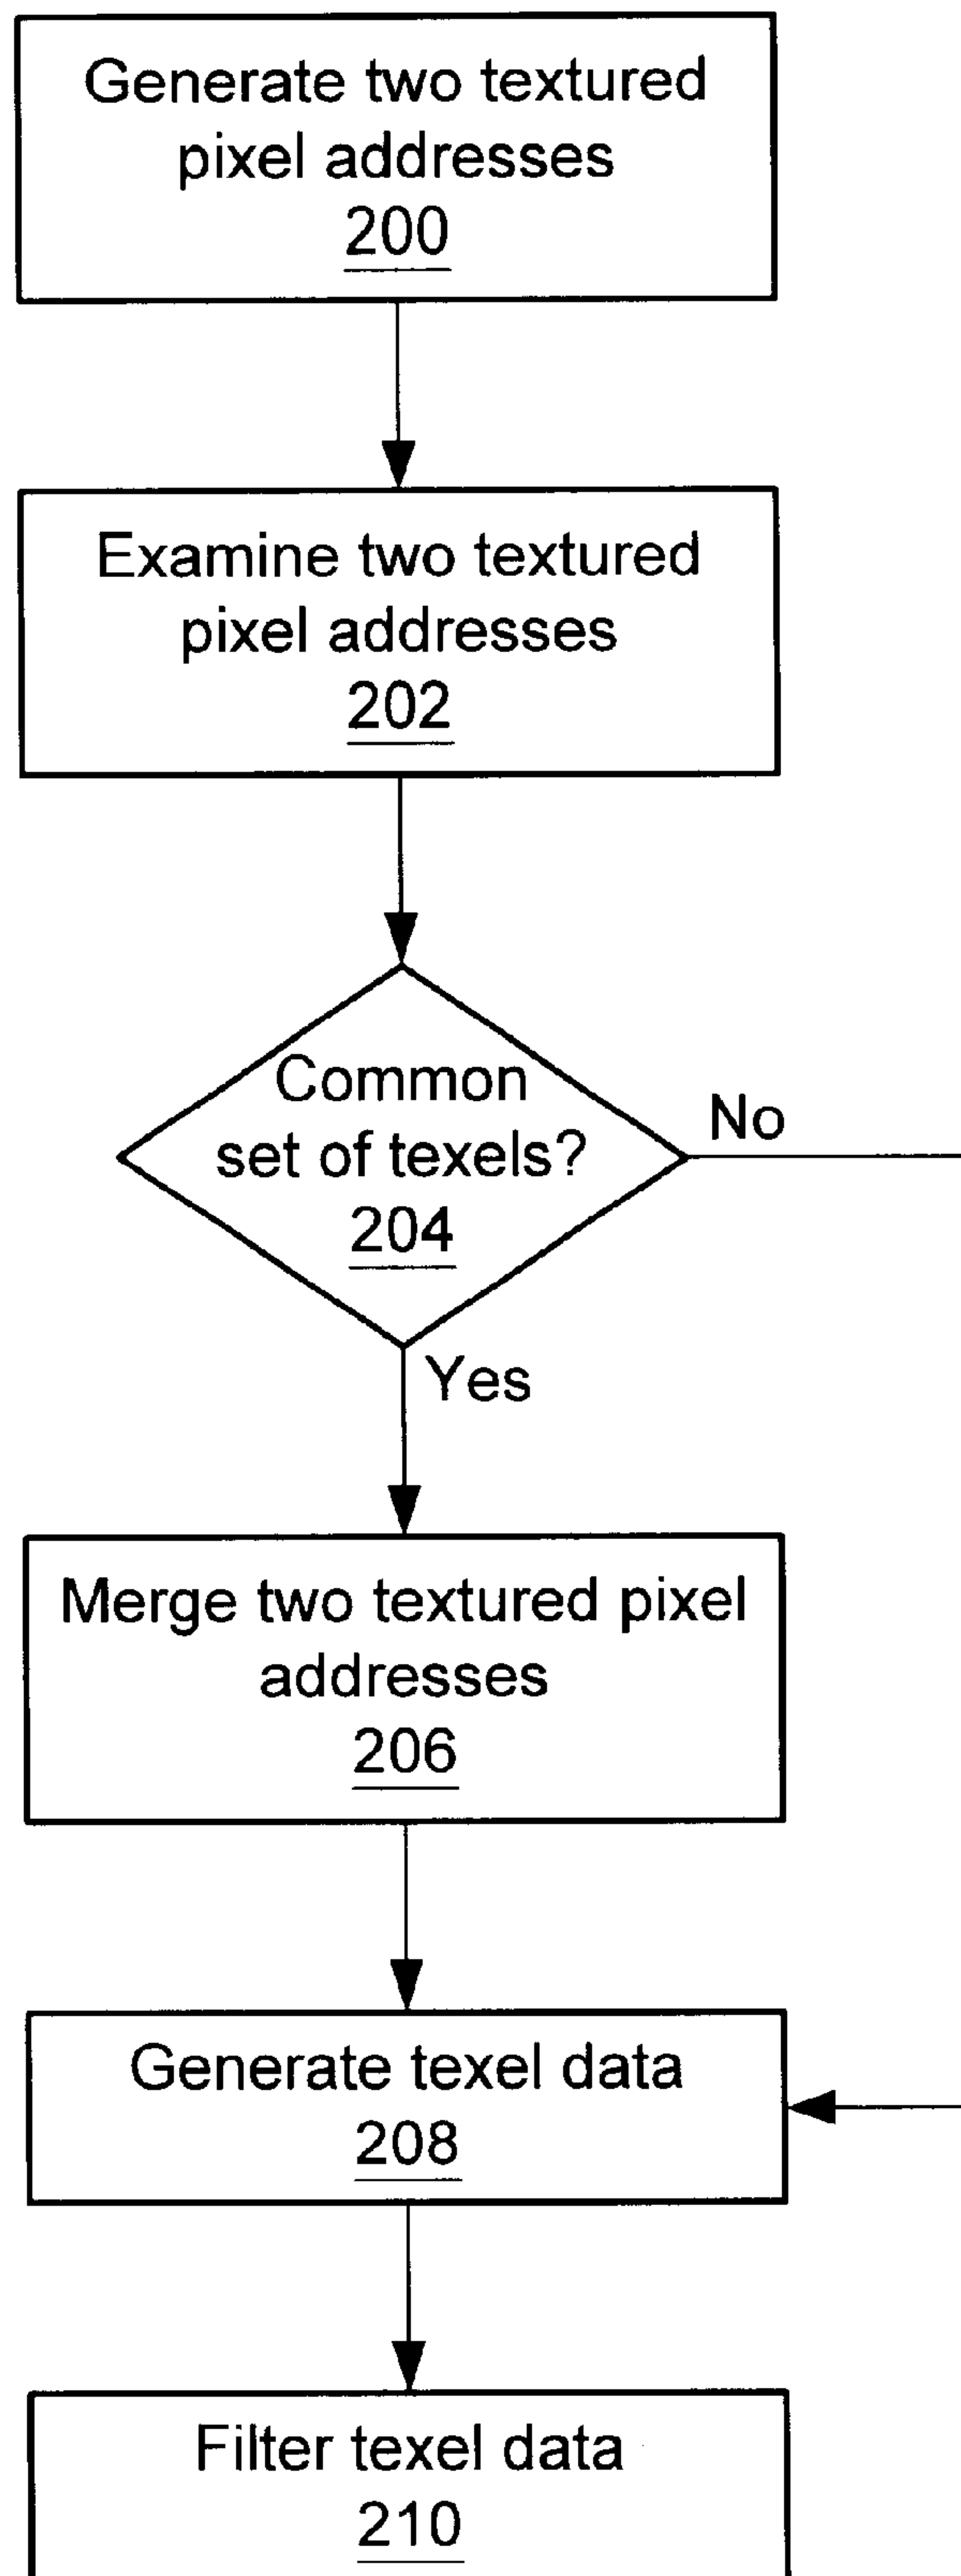 Generate two textured
pixel addresses
200
Examine two textured
pixel addresses
202
Common
set of texels?
204
No
Yes
Merge two textured pixel
addresses
206
Generate texel data
208
Filter texel data
210